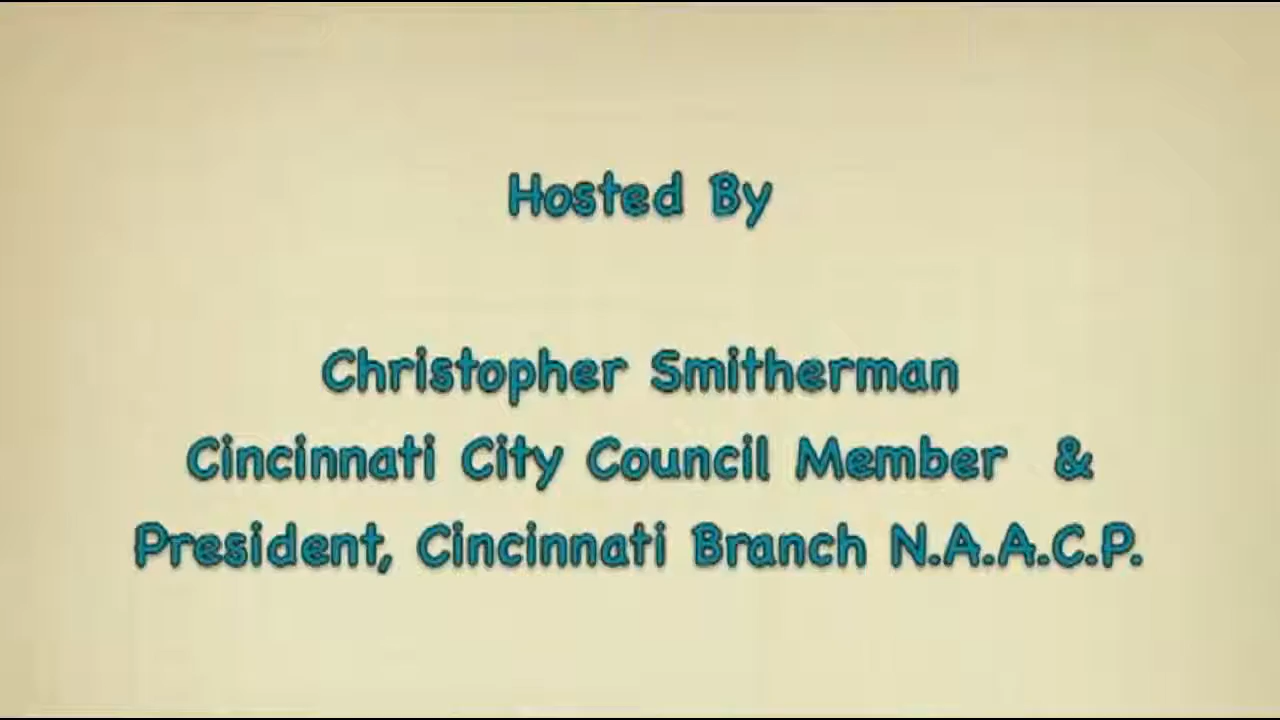 Hosted By
Christopher Smitherman
Cincinnati City Council Member &
President, Cincinnati Branch N.A.A.C.P.